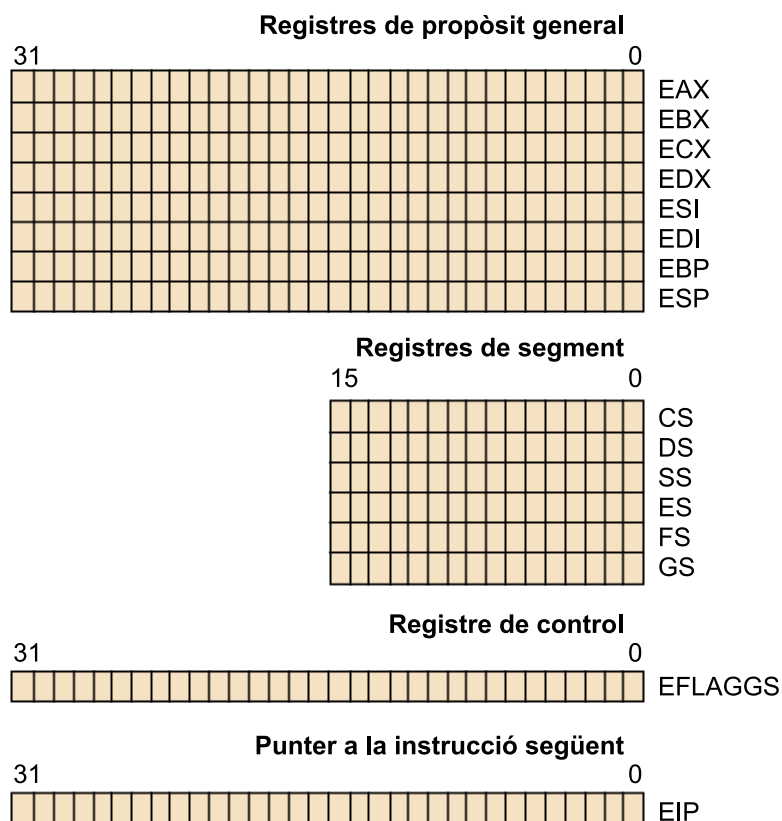 Registres de propòsit general
31 0
EAX
EBX
ECX
EDX
ESI
EDI
EBP
ESP
Registres de segment
15 0
CS
DS
SS
ES
FS
GS
Registre de control
31 0
EFLAGGS
Punter a la instrucció següent
31 0
EIP